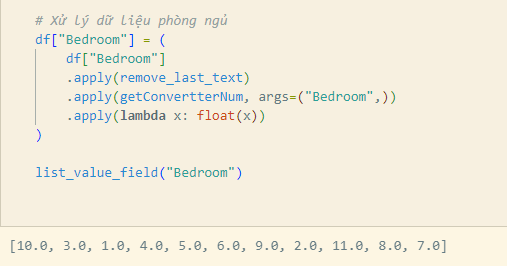 # Xử lý dữ liệu phòng ngủ
df["Bedroom"] = (
    df["Bedroom"]
    .apply(remove_last_text)
    .apply(getConvertterNum, args=("Bedroom",))
    .apply(lambda x: float(x))
)
list_value_field("Bedroom")
[10.0, 3.0, 1.0, 4.0, 5.0, 6.0, 9.0, 2.0, 11.0, 8.0, 7.0]